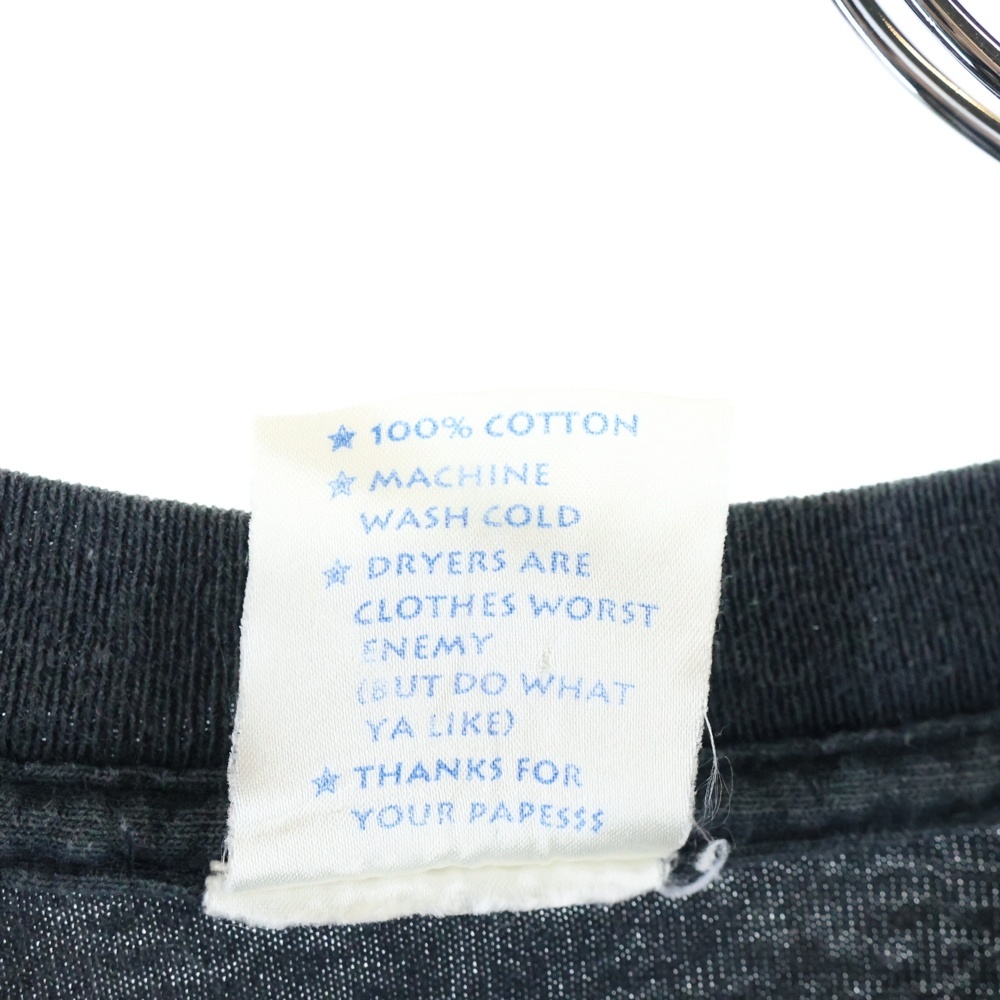 ★ 100% COTTON
★ MACHINE
WASH COLD
★ DRYERS ARE
CLOTHES WORST
ENEMY
(BUT DO WHAT
YA LIKE)
★ THANKS FOR
YOUR PAPE$$$